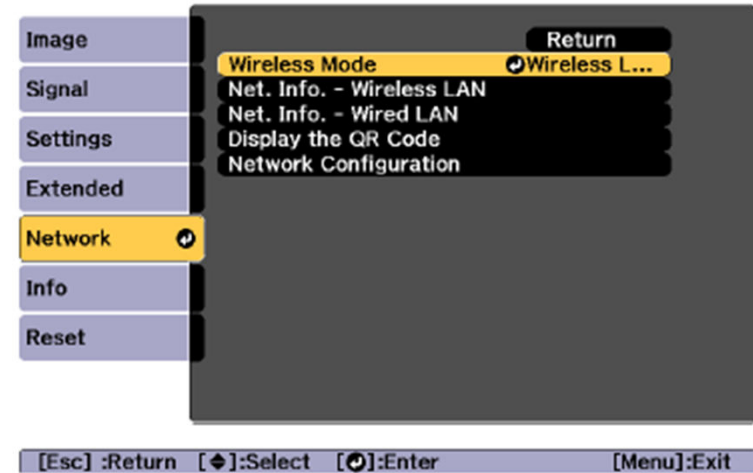 Image
Signal
Settings
Extended
Network
Info
Reset
Return
Wireless Mode Wireless L...
Net. Info. - Wireless LAN
Net. Info. - Wired LAN
Display the QR Code
Network Configuration
[Esc] :Return [◆]:Select [↵]:Enter [Menu]:Exit